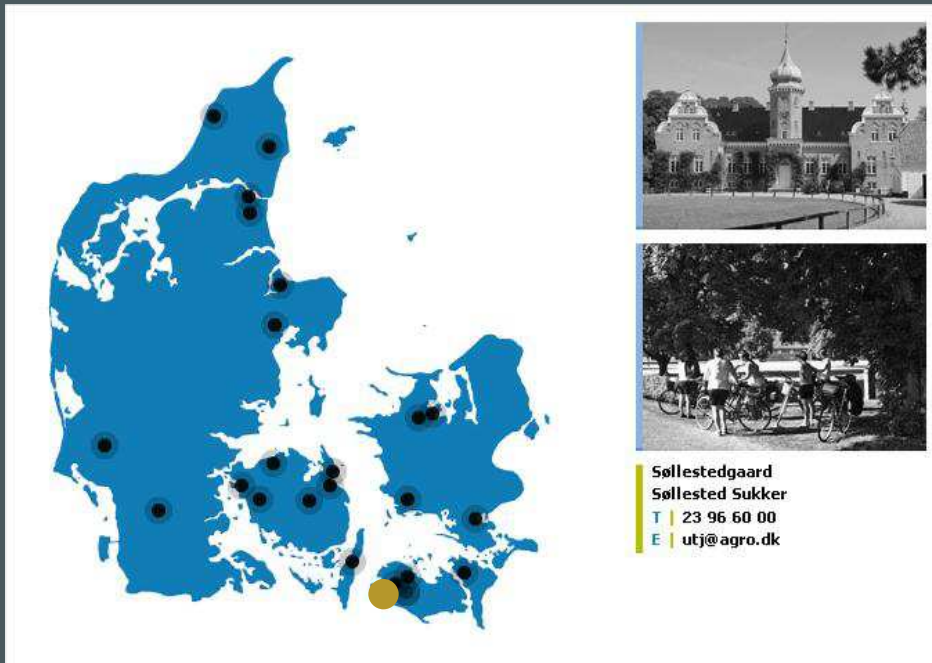 Søllestedgaard
Søllested Sukker
T | 23 96 60 00
E | utj@agro.dk